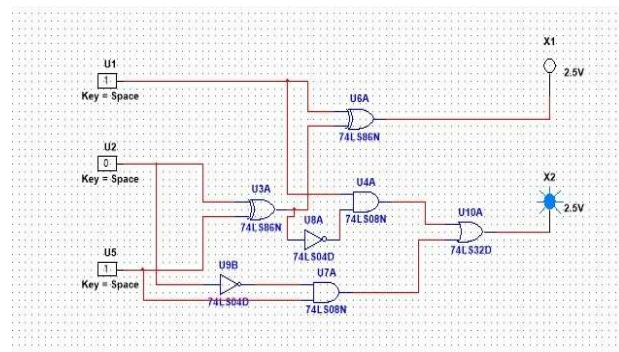 X1
2.5V
U1
1
Key = Space
U6A
74LS86N
U2
0
Key = Space
U4A
74LS08N
X2
2.5V
U3A
74LS86N
U8A
74LS04D
U10A
74LS32D
U5
1
Key = Space
U9B
74LS04D
U7A
74LS08N